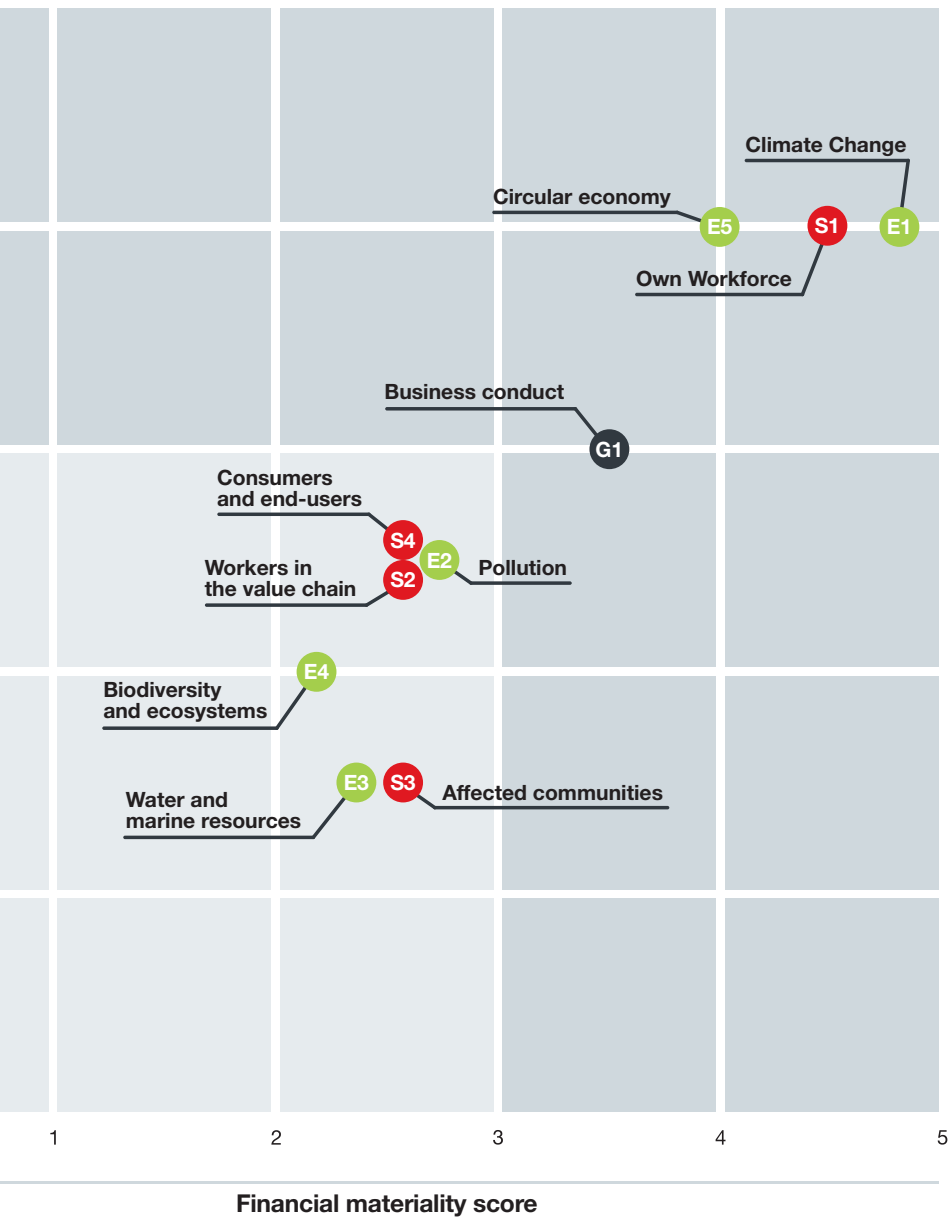 Climate Change
Circular economy
E5
S1
E1
Own Workforce
Business conduct
G1
Consumers
and end-users
S4
E2
Workers in
the value chain
S2
Pollution
E4
Biodiversity
and ecosystems
E3
S3
Water and
marine resources
Affected communities
1 2 3 4 5
Financial materiality score